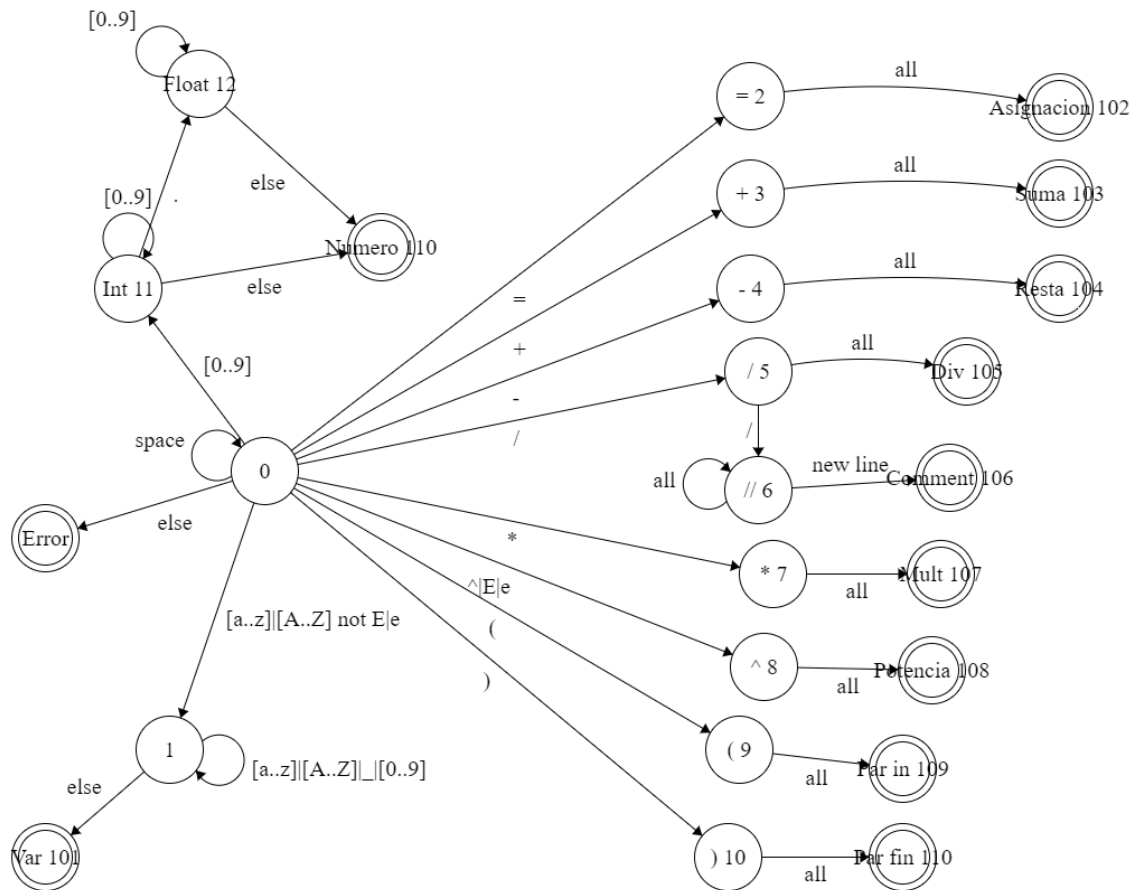 [0..9]
Float 12
all
= 2
Asignacion 102
else
all
[0..9]
.
+ 3
Suma 103
Numero 110
all
Int 11
else
- 4
Resta 104
=
all
[0..9]
+
/ 5
Div 105
-
space
/
/
0
all
// 6
new line
Comment 106
else
Error
*
* 7
all
Mult 107
^|E|e
[a..z]|[A..Z] not E|e
(
^ 8
all
Potencia 108
)
1
( 9
all
Par in 109
[a..z]|[A..Z]|_|[0..9]
else
Var 101
) 10
all
Par fin 110